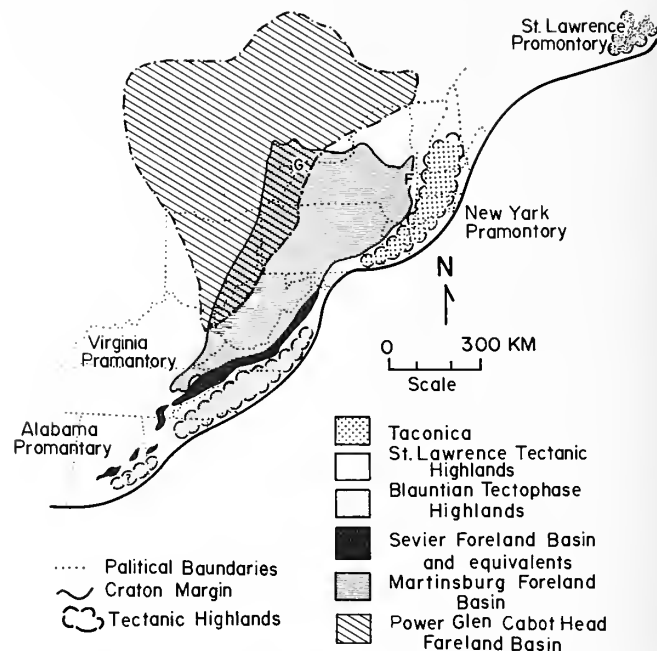 St. Lawrence
Promontory
G
F
New York
Pramontory
N
0 300 KM
Scale
Virginia
Pramantory
Alabama
Promantary
Taconica
St. Lawrence Tectanic
Highlands
Blauntian Tectophase
Highlands
Sevier Foreland Basin
and equivalents
Martinsburg Foreland
Basin
Power Glen Cabot Head
Fareland Basin
Palitical Boundaries
Craton Margin
Tectanic Highlands